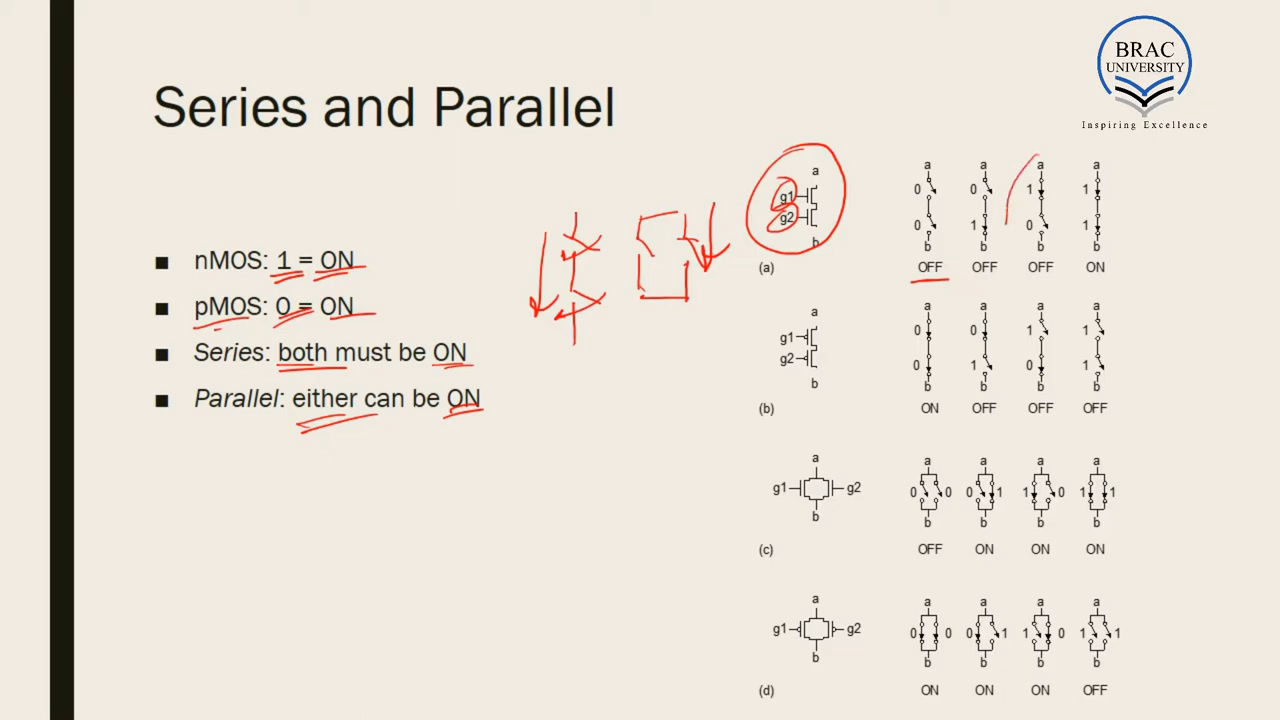 BRAC
UNIVERSITY
Inspiring Excellence
Series and Parallel
■ nMOS: 1 = ON
■ pMOS: 0 = ON
■ Series: both must be ON
■ Parallel: either can be ON
a
g1
g2
b
(a)
a a a a
0 0 1 1
0 1 0 1
b b b b
OFF OFF OFF ON
a
g1
g2
b
(b)
a a a a
0 0 1 1
0 1 0 1
b b b b
ON OFF OFF OFF
a
g1 g2
b
(c)
a a a a
0 0 0 1 1 0 1 1
b b b b
OFF ON ON ON
a
g1 g2
b
(d)
a a a a
0 0 0 1 1 0 1 1
b b b b
ON ON ON OFF